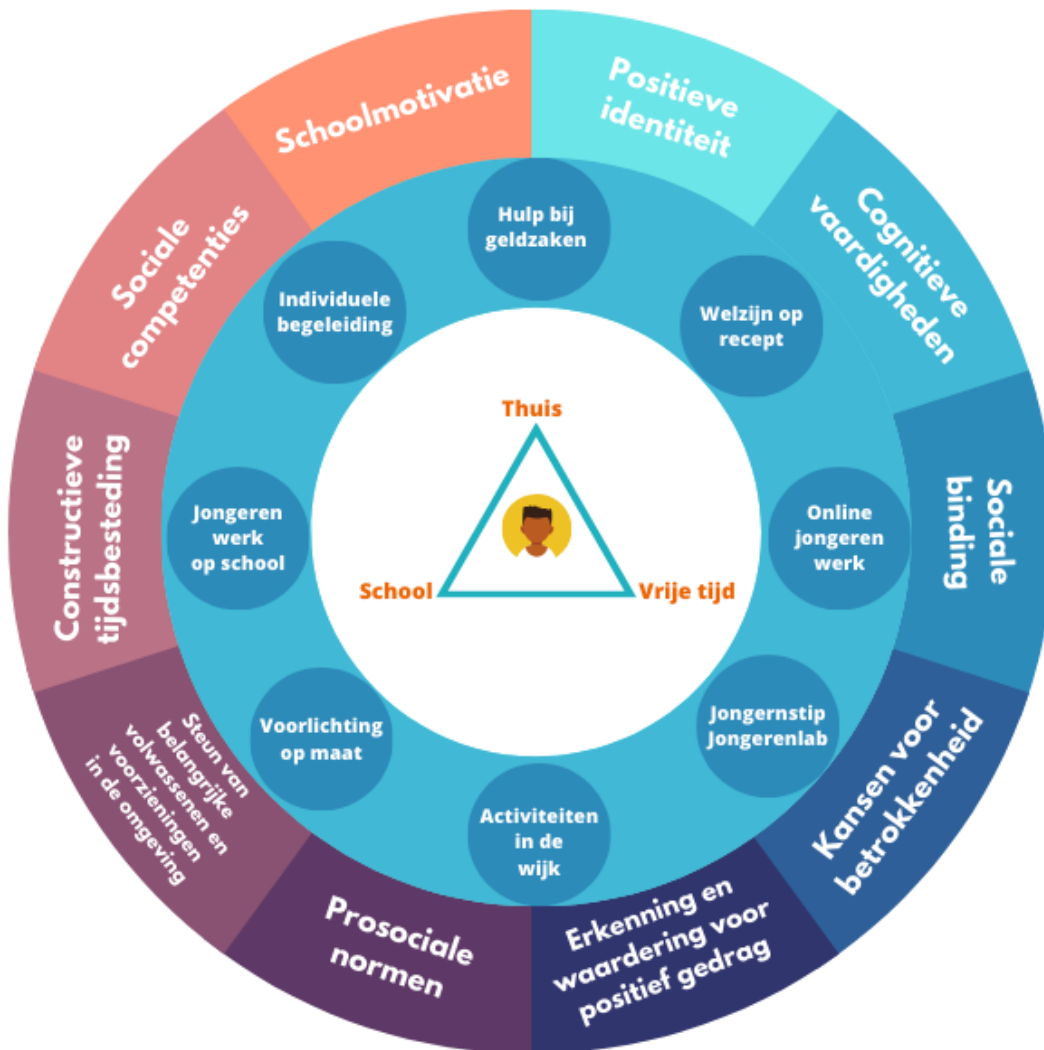 Schoolmotivatie
Positieve
identiteit
Cognitieve
vaardigheden
Sociale
binding
Kansen voor
betrokkenheid
Erkenning en
waardering voor
positief gedrag
Prosociale
normen
Steun van
belangrijke
volwassenen en
voorzieningen
in de omgeving
Constructieve
tijdsbesteding
Sociale
competenties
Hulp bij
geldzaken
Welzijn op
recept
Online
jongeren
werk
Jongernstip
Jongerenlab
Activiteiten
in de
wijk
Voorlichting
op maat
Jongeren
werk
op school
Individuele
begeleiding
Thuis
School
Vrije tijd